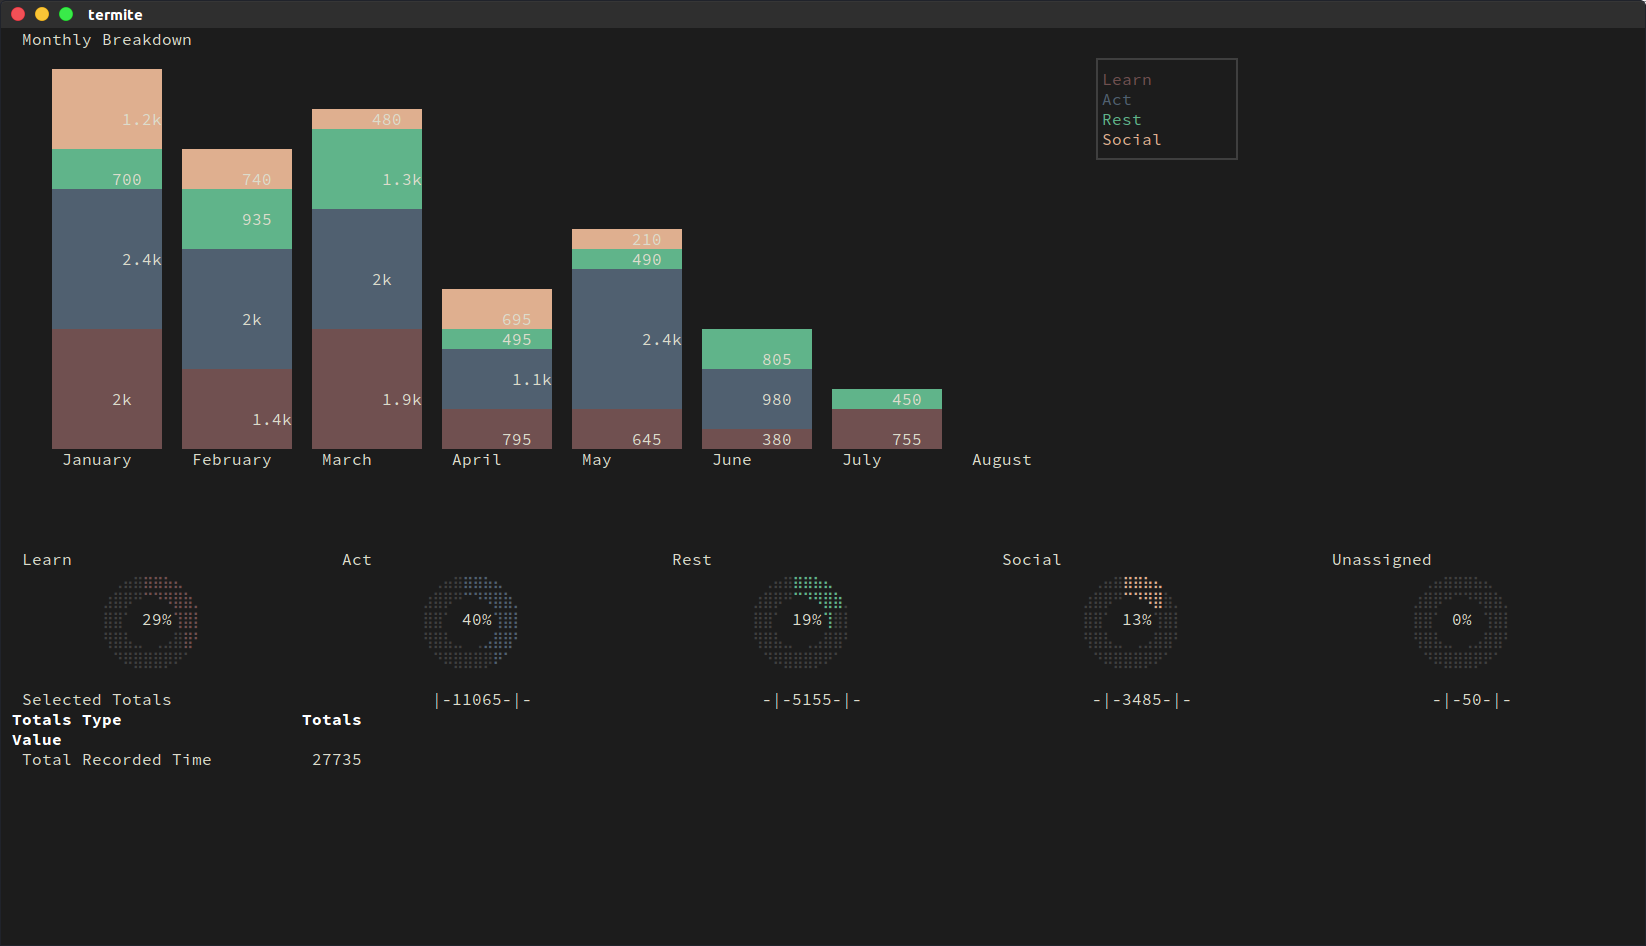 termite
Monthly Breakdown
Learn
Act
Rest
Social
1.2k 480
700 740 1.3k
935
210
2.4k 2k 490
2k 695
495 2.4k
805
1.1k
2k 1.9k 980 450
1.4k
795 645 380 755
January February March April May June July August
Learn Act Rest Social Unassigned
29% 40% 19% 13% 0%
Selected Totals |-11065-|- -|-5155-|- -|-3485-|- -|-50-|-
Totals Type Totals
Value
Total Recorded Time 27735